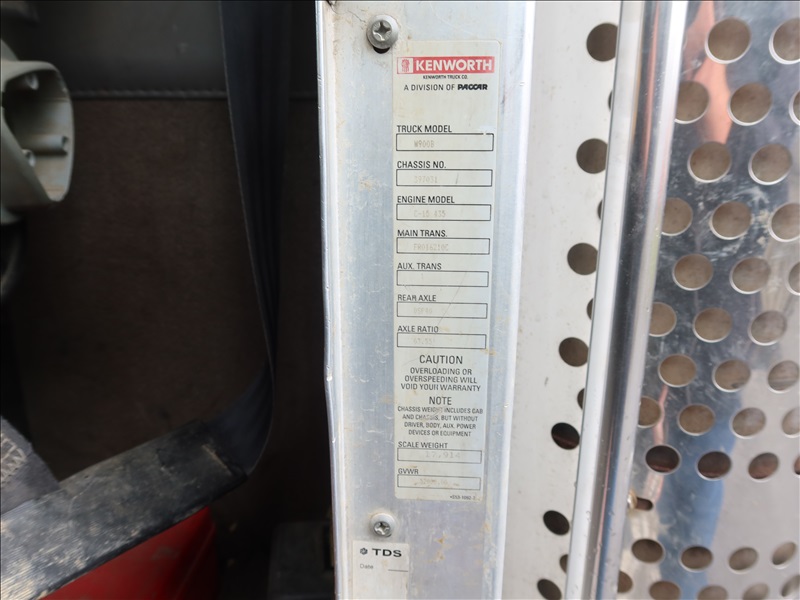 KENWORTH
KENWORTH TRUCK CO.
A DIVISION OF PACCAR
TRUCK MODEL
W900B
CHASSIS NO.
ENGINE MODEL
MAIN TRANS.
AUX. TRANS
REAR AXLE
AXLE RATIO
CAUTION
OVERLOADING OR
OVERSPEEDING WILL
VOID YOUR WARRANTY
NOTE
CHASSIS WEIGHT INCLUDES CAB
AND CHASSIS, BUT WITHOUT
DRIVER, BODY, AUX. POWER
DEVICES OR EQUIPMENT
SCALE WEIGHT
GVWR
TDS
Date